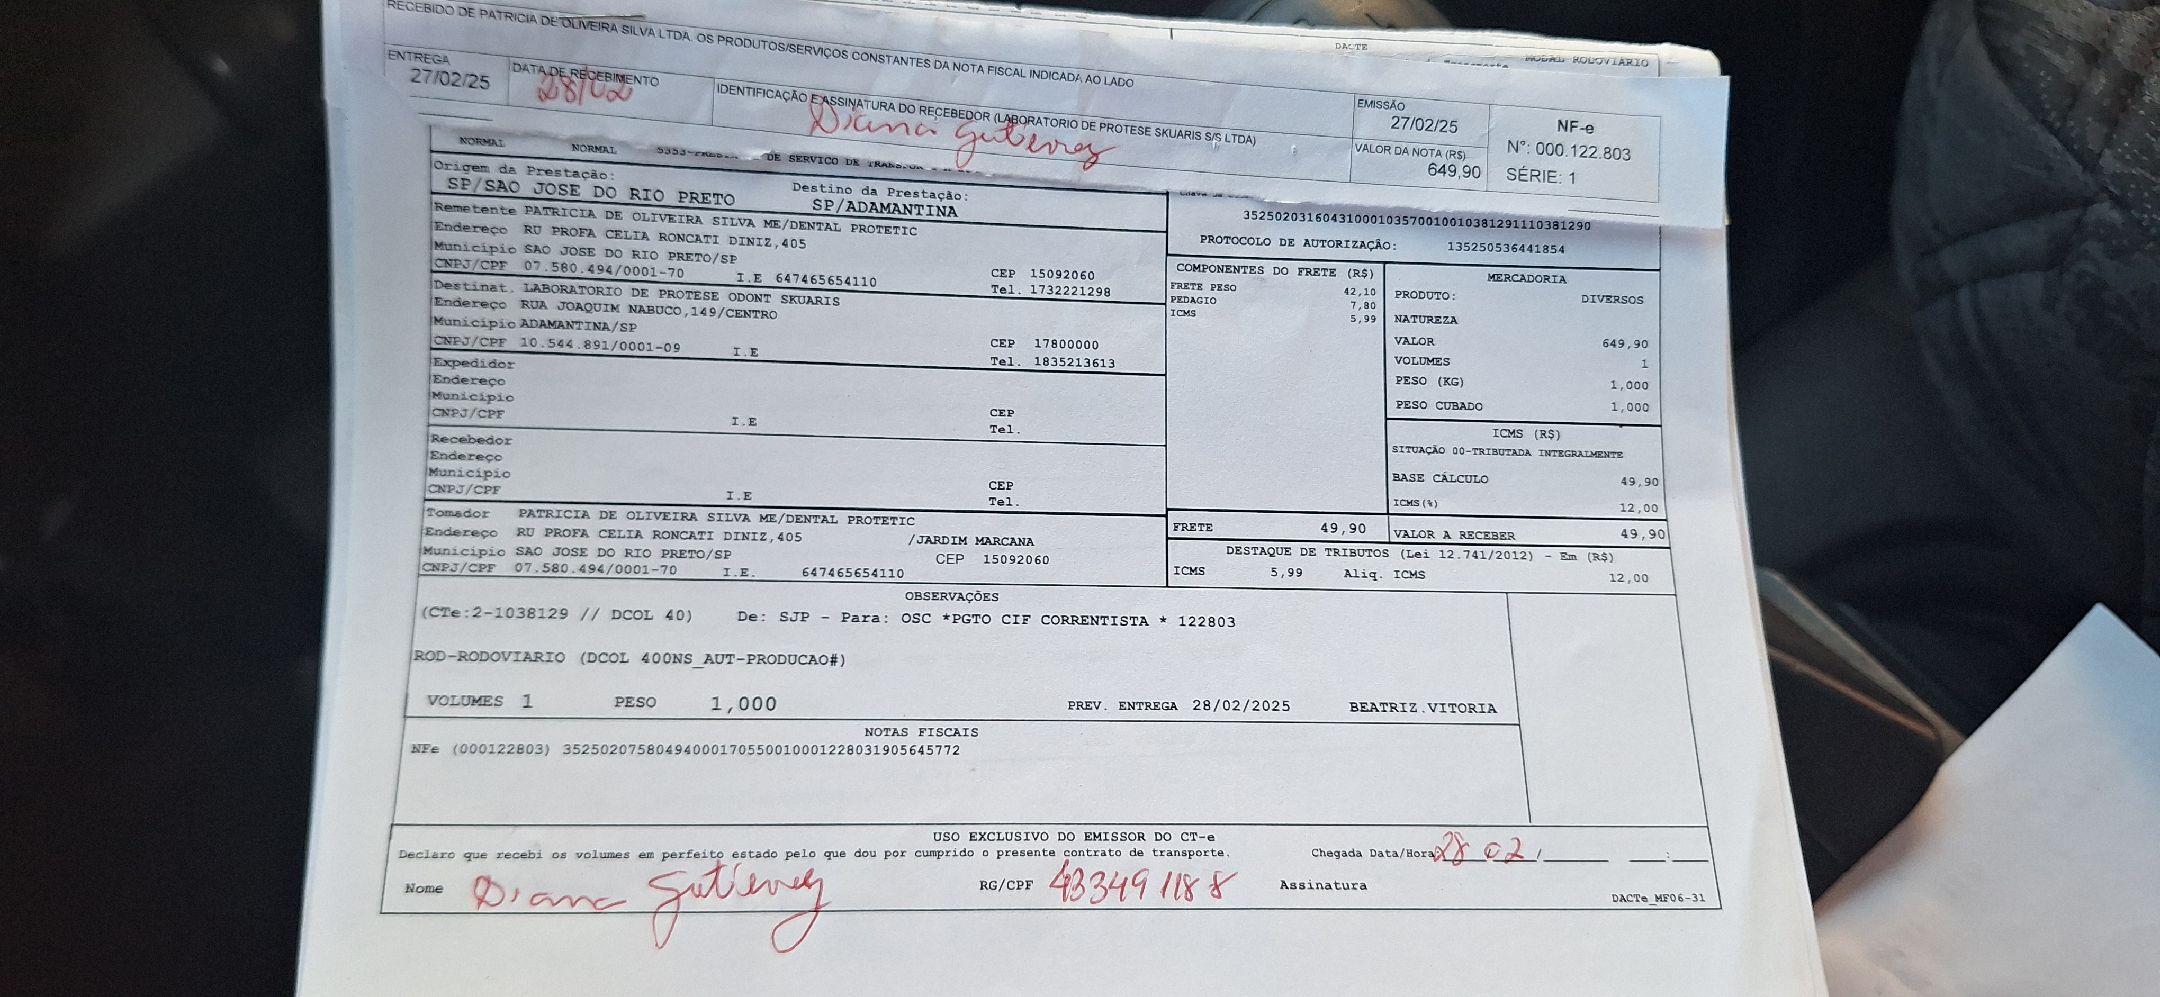 DACTE
MODAL RODOVIÁRIO
RECEBIDO DE PATRICIA DE OLIVEIRA SILVA LTDA. OS PRODUTOS/SERVIÇOS CONSTANTES DA NOTA FISCAL INDICADA AO LADO
ENTREGA
27/02/25
DATA DE RECEBIMENTO
28/02
IDENTIFICAÇÃO E ASSINATURA DO RECEBEDOR (LABORATORIO DE PROTESE SKUARIS S/S LTDA)
Diana Gutierrez
EMISSÃO
27/02/25
VALOR DA NOTA (R$)
649,90
NF-e
Nº: 000.122.803
SÉRIE: 1
NORMAL NORMAL DE SERVICO DE
Origem da Prestação:
SP/SAO JOSE DO RIO PRETO
Destino da Prestação:
SP/ADAMANTINA
35250203160431000103570010010381291110381290
PROTOCOLO DE AUTORIZAÇÃO: 135250536441854
Remetente PATRICIA DE OLIVEIRA SILVA ME/DENTAL PROTETIC
Endereço RU PROFA CELIA RONCATI DINIZ,405
Município SAO JOSE DO RIO PRETO/SP
CEP 15092060
CNPJ/CPF 07.580.494/0001-70 I.E 647465654110
Tel. 1732221298
Destinat. LABORATORIO DE PROTESE ODONT SKUARIS
Endereço RUA JOAQUIM NABUCO,149/CENTRO
Município ADAMANTINA/SP
CEP 17800000
CNPJ/CPF 10.544.891/0001-09 I.E
Tel. 1835213613
Expedidor
Endereço
Município
CEP
CNPJ/CPF I.E
Tel.
Recebedor
Endereço
Município
CEP
CNPJ/CPF I.E
Tel.
Tomador PATRICIA DE OLIVEIRA SILVA ME/DENTAL PROTETIC
Endereço RU PROFA CELIA RONCATI DINIZ,405 /JARDIM MARCANA
Município SAO JOSE DO RIO PRETO/SP CEP 15092060
CNPJ/CPF 07.580.494/0001-70 I.E. 647465654110
COMPONENTES DO FRETE (R$)
FRETE PESO 42,10
PEDAGIO 7,80
ICMS 5,99
MERCADORIA
PRODUTO: DIVERSOS
NATUREZA
VALOR 649,90
VOLUMES 1
PESO (KG) 1,000
PESO CUBADO 1,000
ICMS (R$)
SITUAÇÃO 00-TRIBUTADA INTEGRALMENTE
BASE CÁLCULO 49,90
ICMS(%) 12,00
FRETE 49,90
VALOR A RECEBER 49,90
DESTAQUE DE TRIBUTOS (Lei 12.741/2012) - Em (R$)
ICMS 5,99 Aliq. ICMS 12,00
OBSERVAÇÕES
(CTe:2-1038129 // DCOL 40) De: SJP - Para: OSC *PGTO CIF CORRENTISTA * 122803
ROD-RODOVIARIO (DCOL 400NS_AUT-PRODUCAO#)
VOLUMES 1 PESO 1,000 PREV. ENTREGA 28/02/2025 BEATRIZ.VITORIA
NOTAS FISCAIS
NFe (000122803) 35250207580494000170550010001228031905645772
USO EXCLUSIVO DO EMISSOR DO CT-e
Declaro que recebi os volumes em perfeito estado pelo que dou por cumprido o presente contrato de transporte. Chegada Data/Hora 28 02/ :
Nome Diana Gutierrez RG/CPF 433491188 Assinatura
DACTe_MF06-31